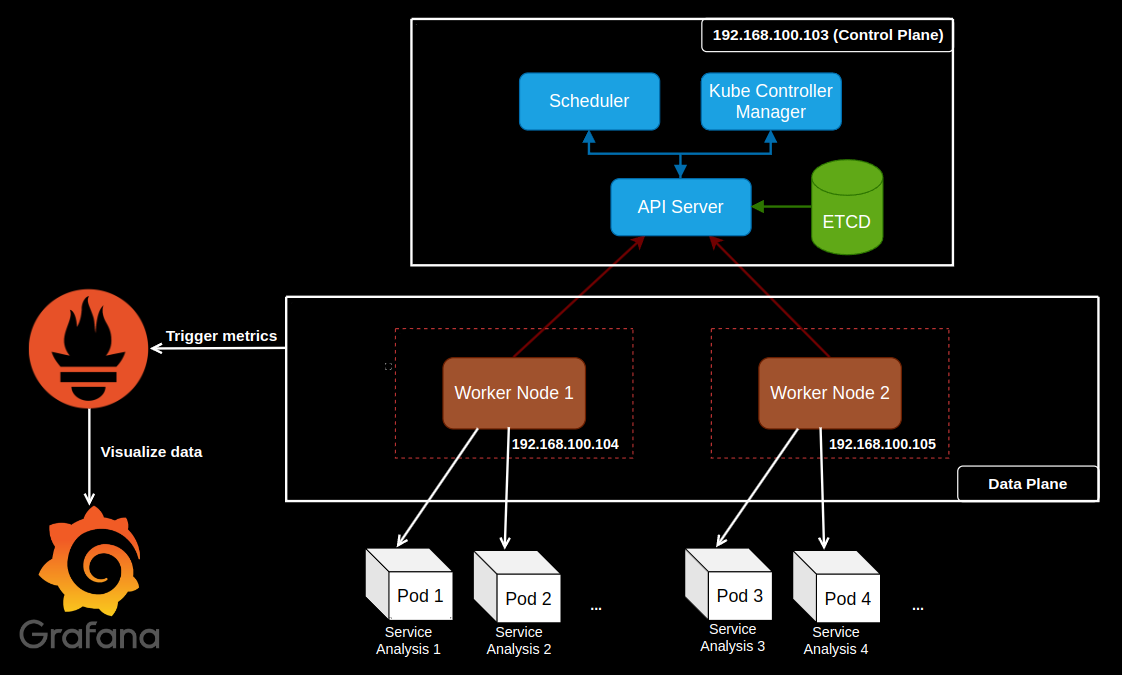 192.168.100.103 (Control Plane)
Scheduler
Kube Controller
Manager
API Server
ETCD
Trigger metrics
Worker Node 1
Worker Node 2
192.168.100.104
192.168.100.105
Visualize data
Data Plane
Pod 1
Pod 2
...
Pod 3
Pod 4
...
Service
Analysis 1
Service
Analysis 2
Service
Analysis 3
Service
Analysis 4
Grafana